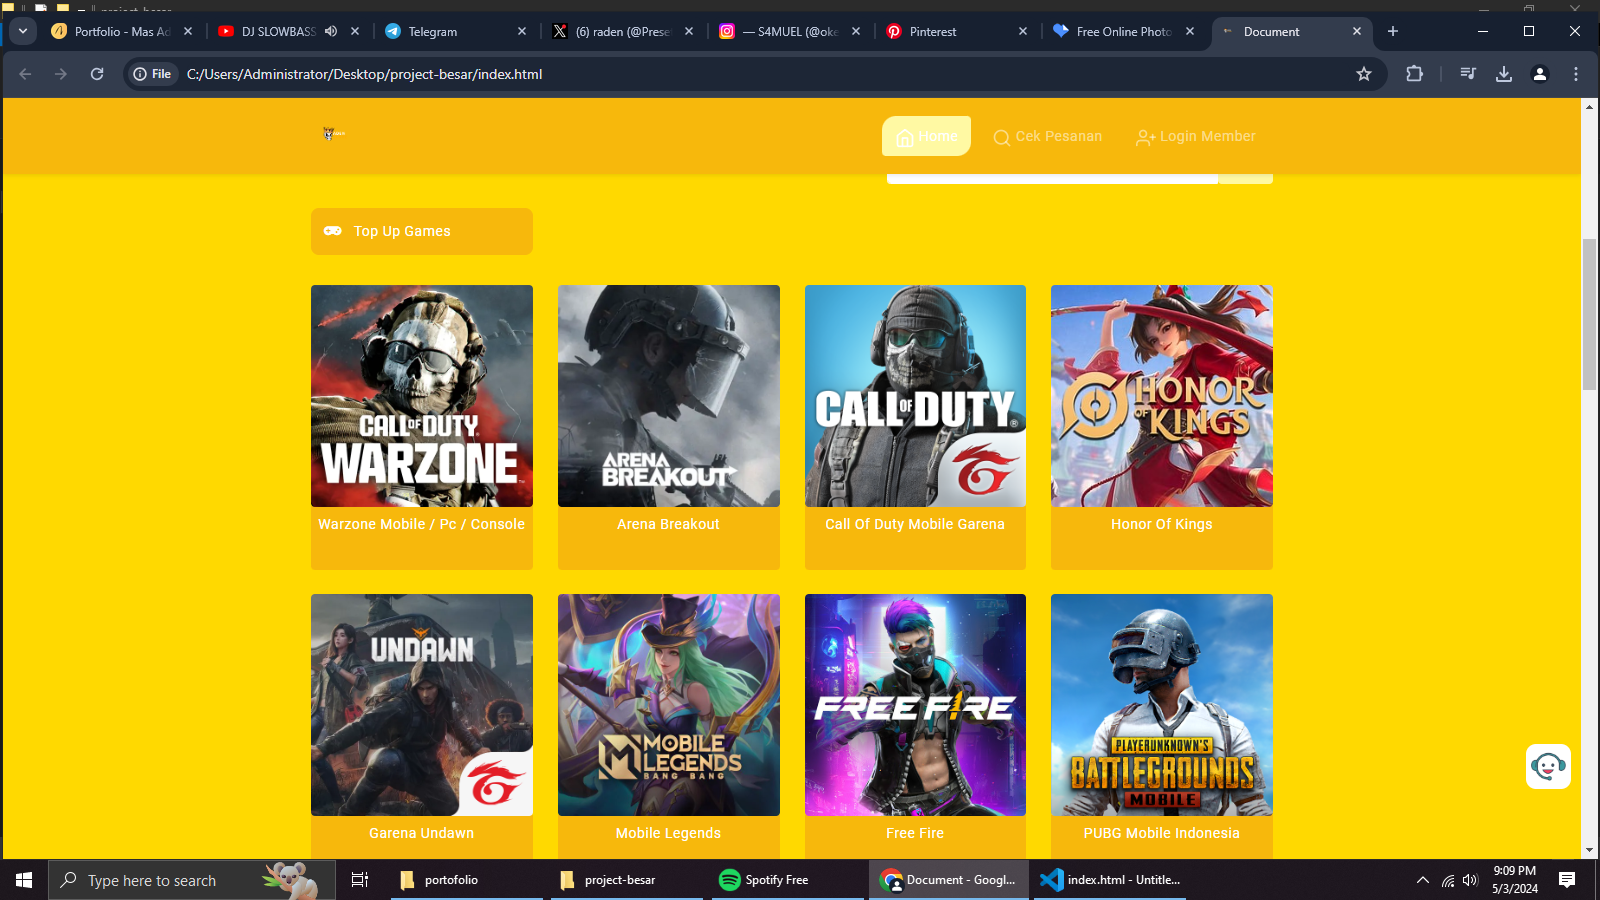 project-besar
Portfolio - Mas Ad
DJ SLOWBASS
Telegram
(6) raden (@Prese
— S4MUEL (@oke
Pinterest
Free Online Photo
Document
File
C:/Users/Administrator/Desktop/project-besar/index.html
Home
Cek Pesanan
Login Member
Top Up Games
CALL OF DUTY
WARZONE
ARENA
BREAKOUT
CALL OF DUTY
HONOR
OF KINGS
Warzone Mobile / Pc / Console
Arena Breakout
Call Of Duty Mobile Garena
Honor Of Kings
UNDAWN
MOBILE
LEGENDS
BANG BANG
FREE FIRE
PLAYERUNKNOWN'S
BATTLEGROUNDS
MOBILE
Garena Undawn
Mobile Legends
Free Fire
PUBG Mobile Indonesia
Type here to search
portofolio
project-besar
Spotify Free
Document - Googl...
index.html - Untitle...
9:09 PM
5/3/2024